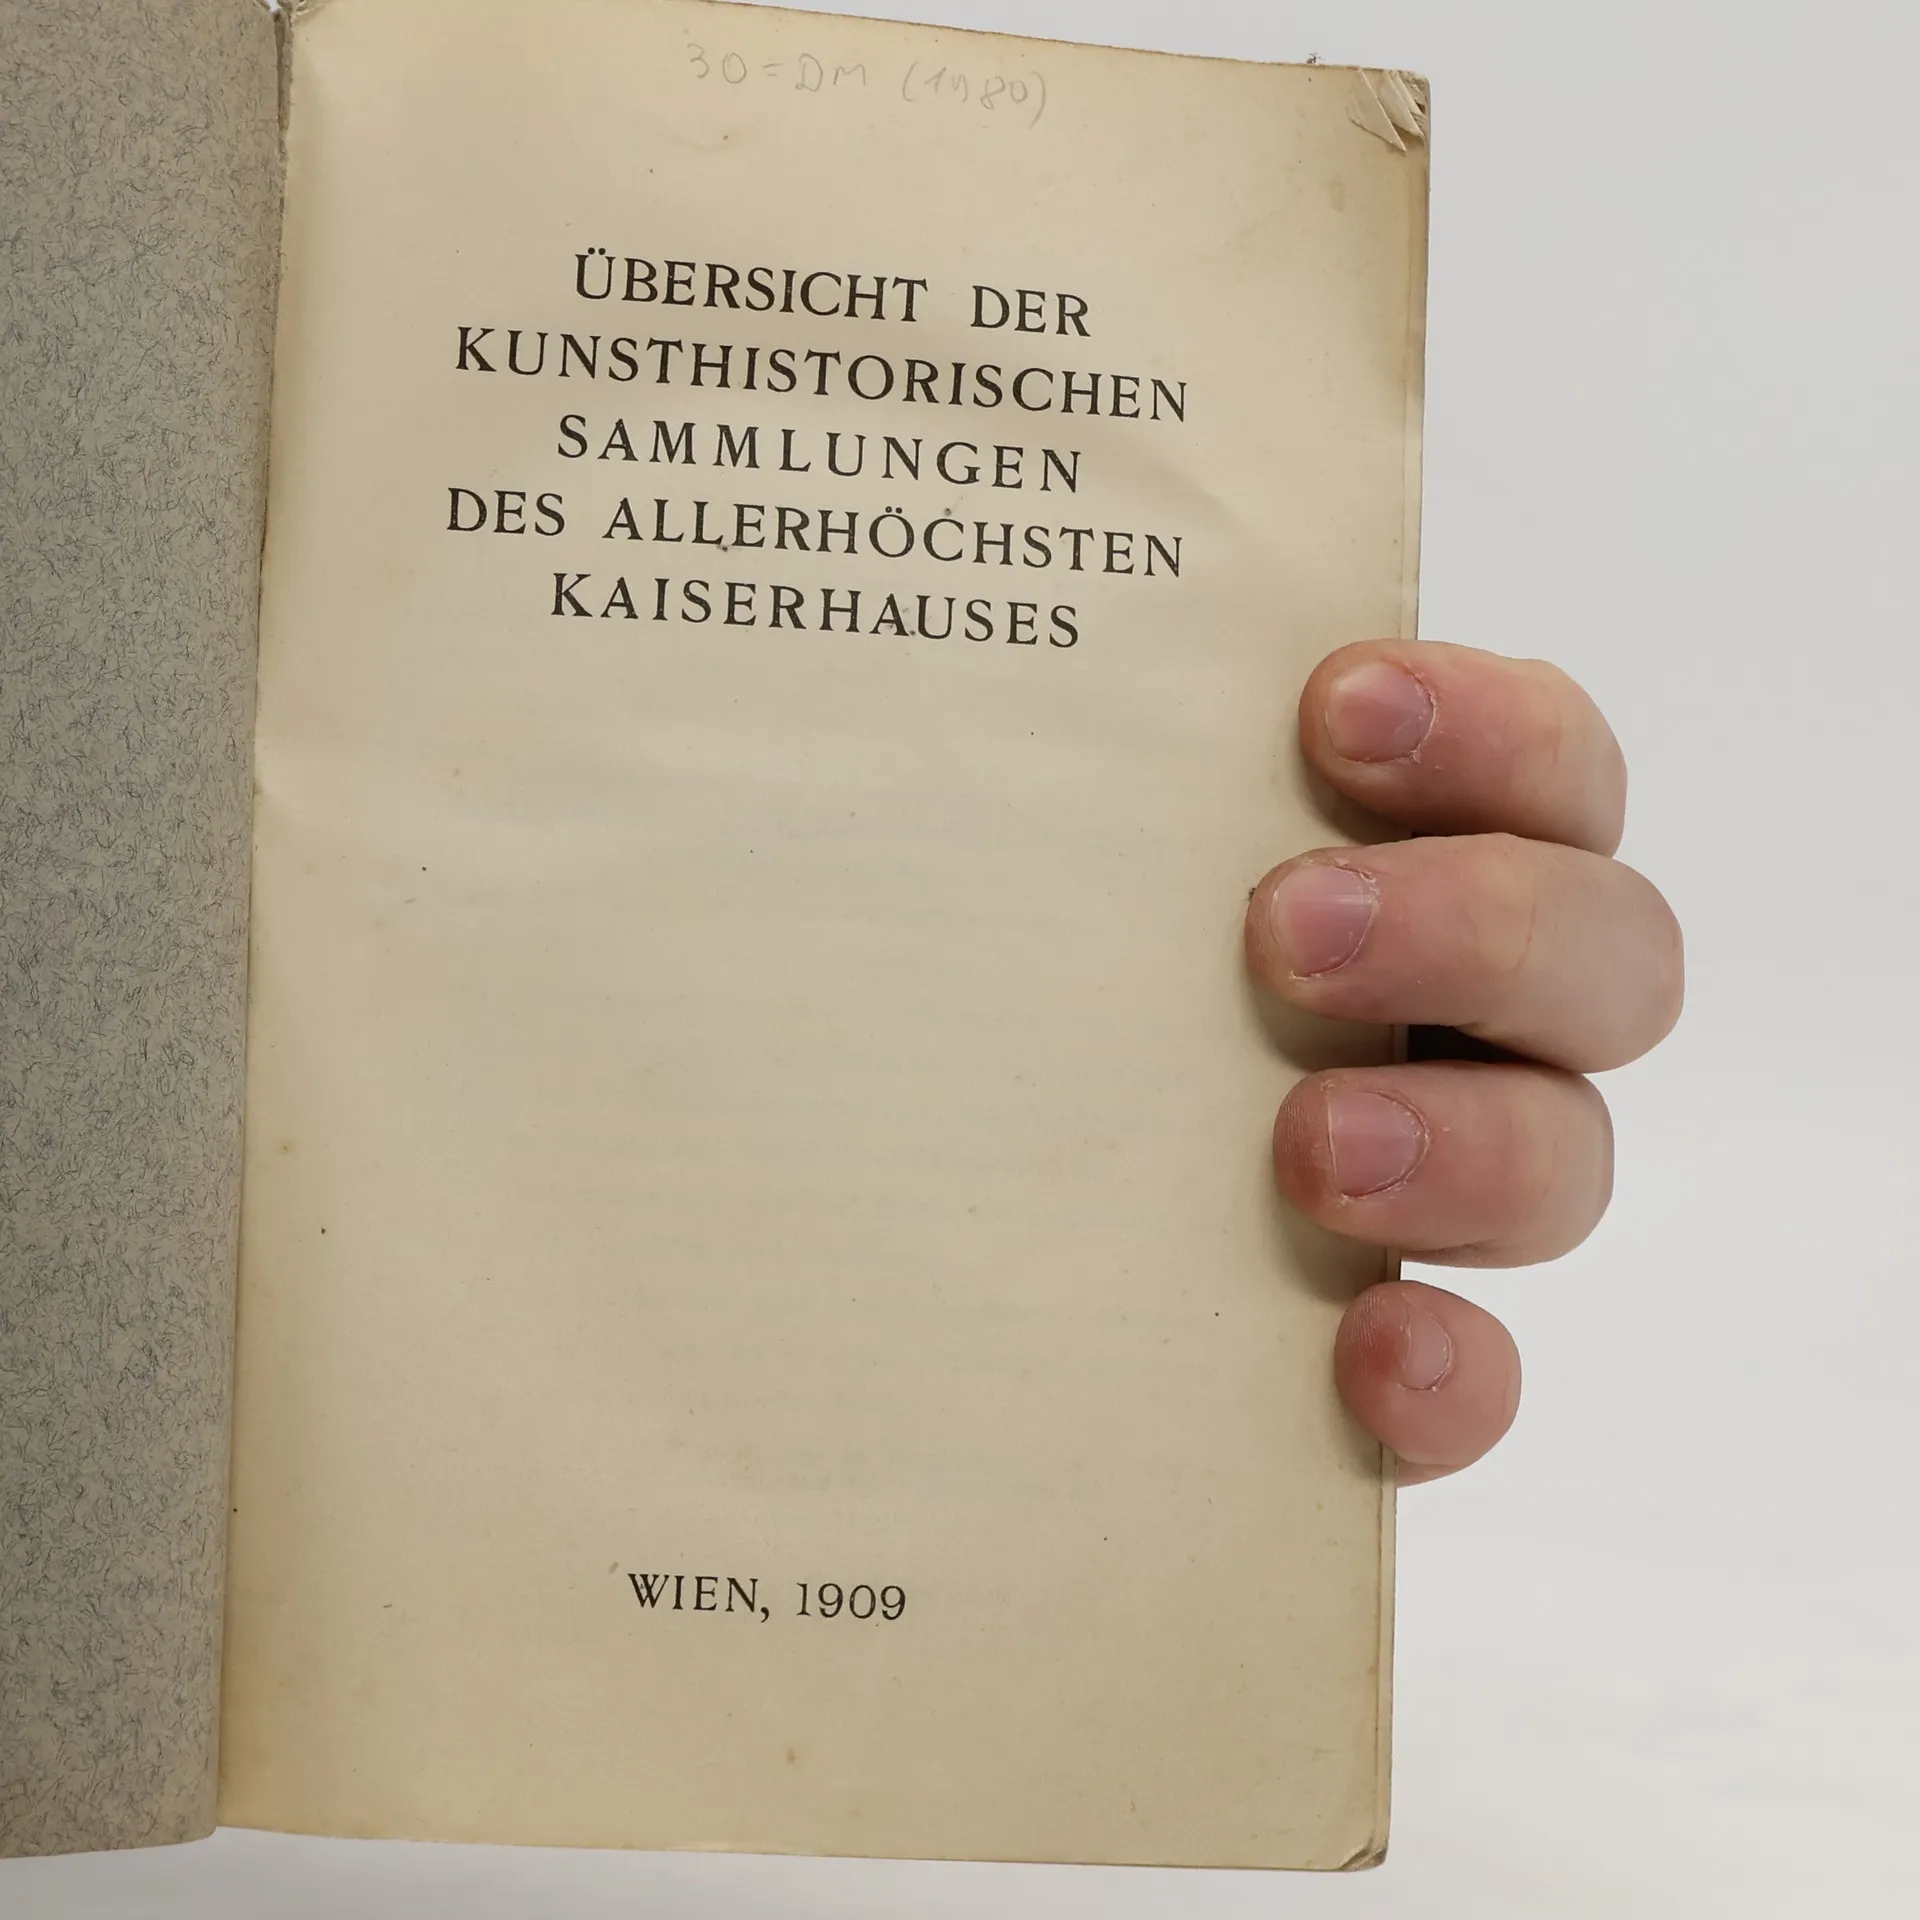 30=DM (1980)
ÜBERSICHT DER
KUNSTHISTORISCHEN
SAMMLUNGEN
DES ALLERHÖCHSTEN
KAISERHAUSES
WIEN, 1909